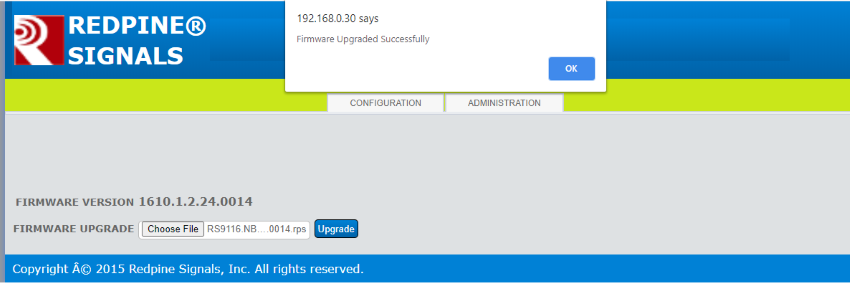 REDPINE®
SIGNALS
192.168.0.30 says
Firmware Upgraded Successfully
OK
CONFIGURATION
ADMINISTRATION
FIRMWARE VERSION 1610.1.2.24.0014
FIRMWARE UPGRADE Choose File RS9116.NB....0014.rps Upgrade
Copyright Â© 2015 Redpine Signals, Inc. All rights reserved.